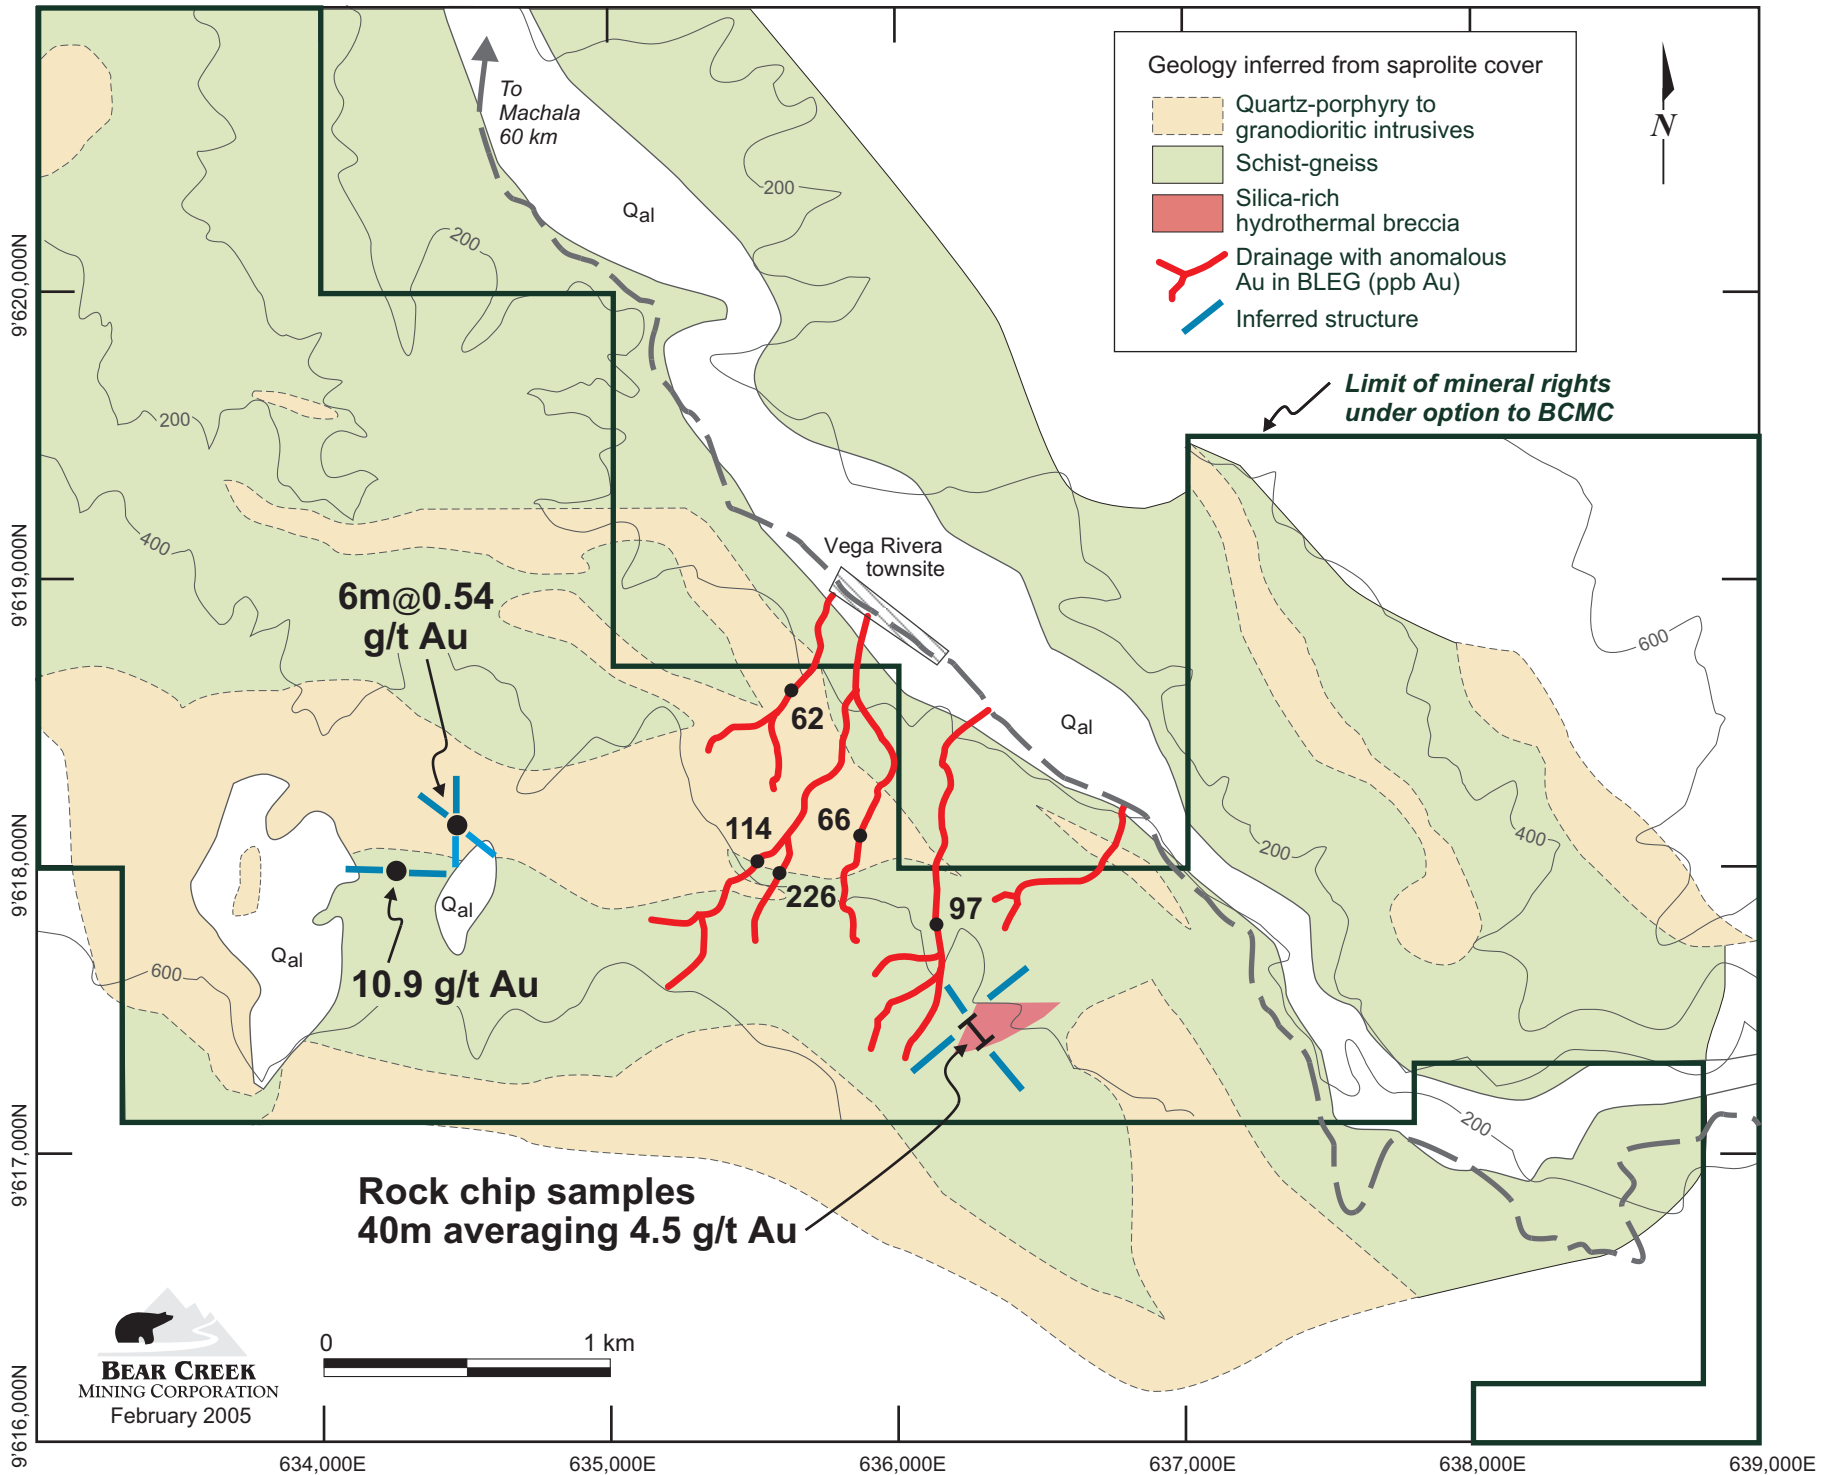 Geology inferred from saprolite cover
Quartz-porphyry to
granodioritic intrusives
Schist-gneiss
Silica-rich
hydrothermal breccia
Drainage with anomalous
Au in BLEG (ppb Au)
Inferred structure
N
Limit of mineral rights
under option to BCMC
To
Machala
60 km
Qal
200
200
200
400
Vega Rivera
townsite
6m@0.54
g/t Au
600
62
Qal
114
66
200
400
226
97
Qal
Qal
600
10.9 g/t Au
200
Rock chip samples
40m averaging 4.5 g/t Au
BEAR CREEK
MINING CORPORATION
February 2005
0
1 km
9'620,000N
9'619,000N
9'618,000N
9'617,000N
9'616,000N
634,000E
635,000E
636,000E
637,000E
638,000E
639,000E